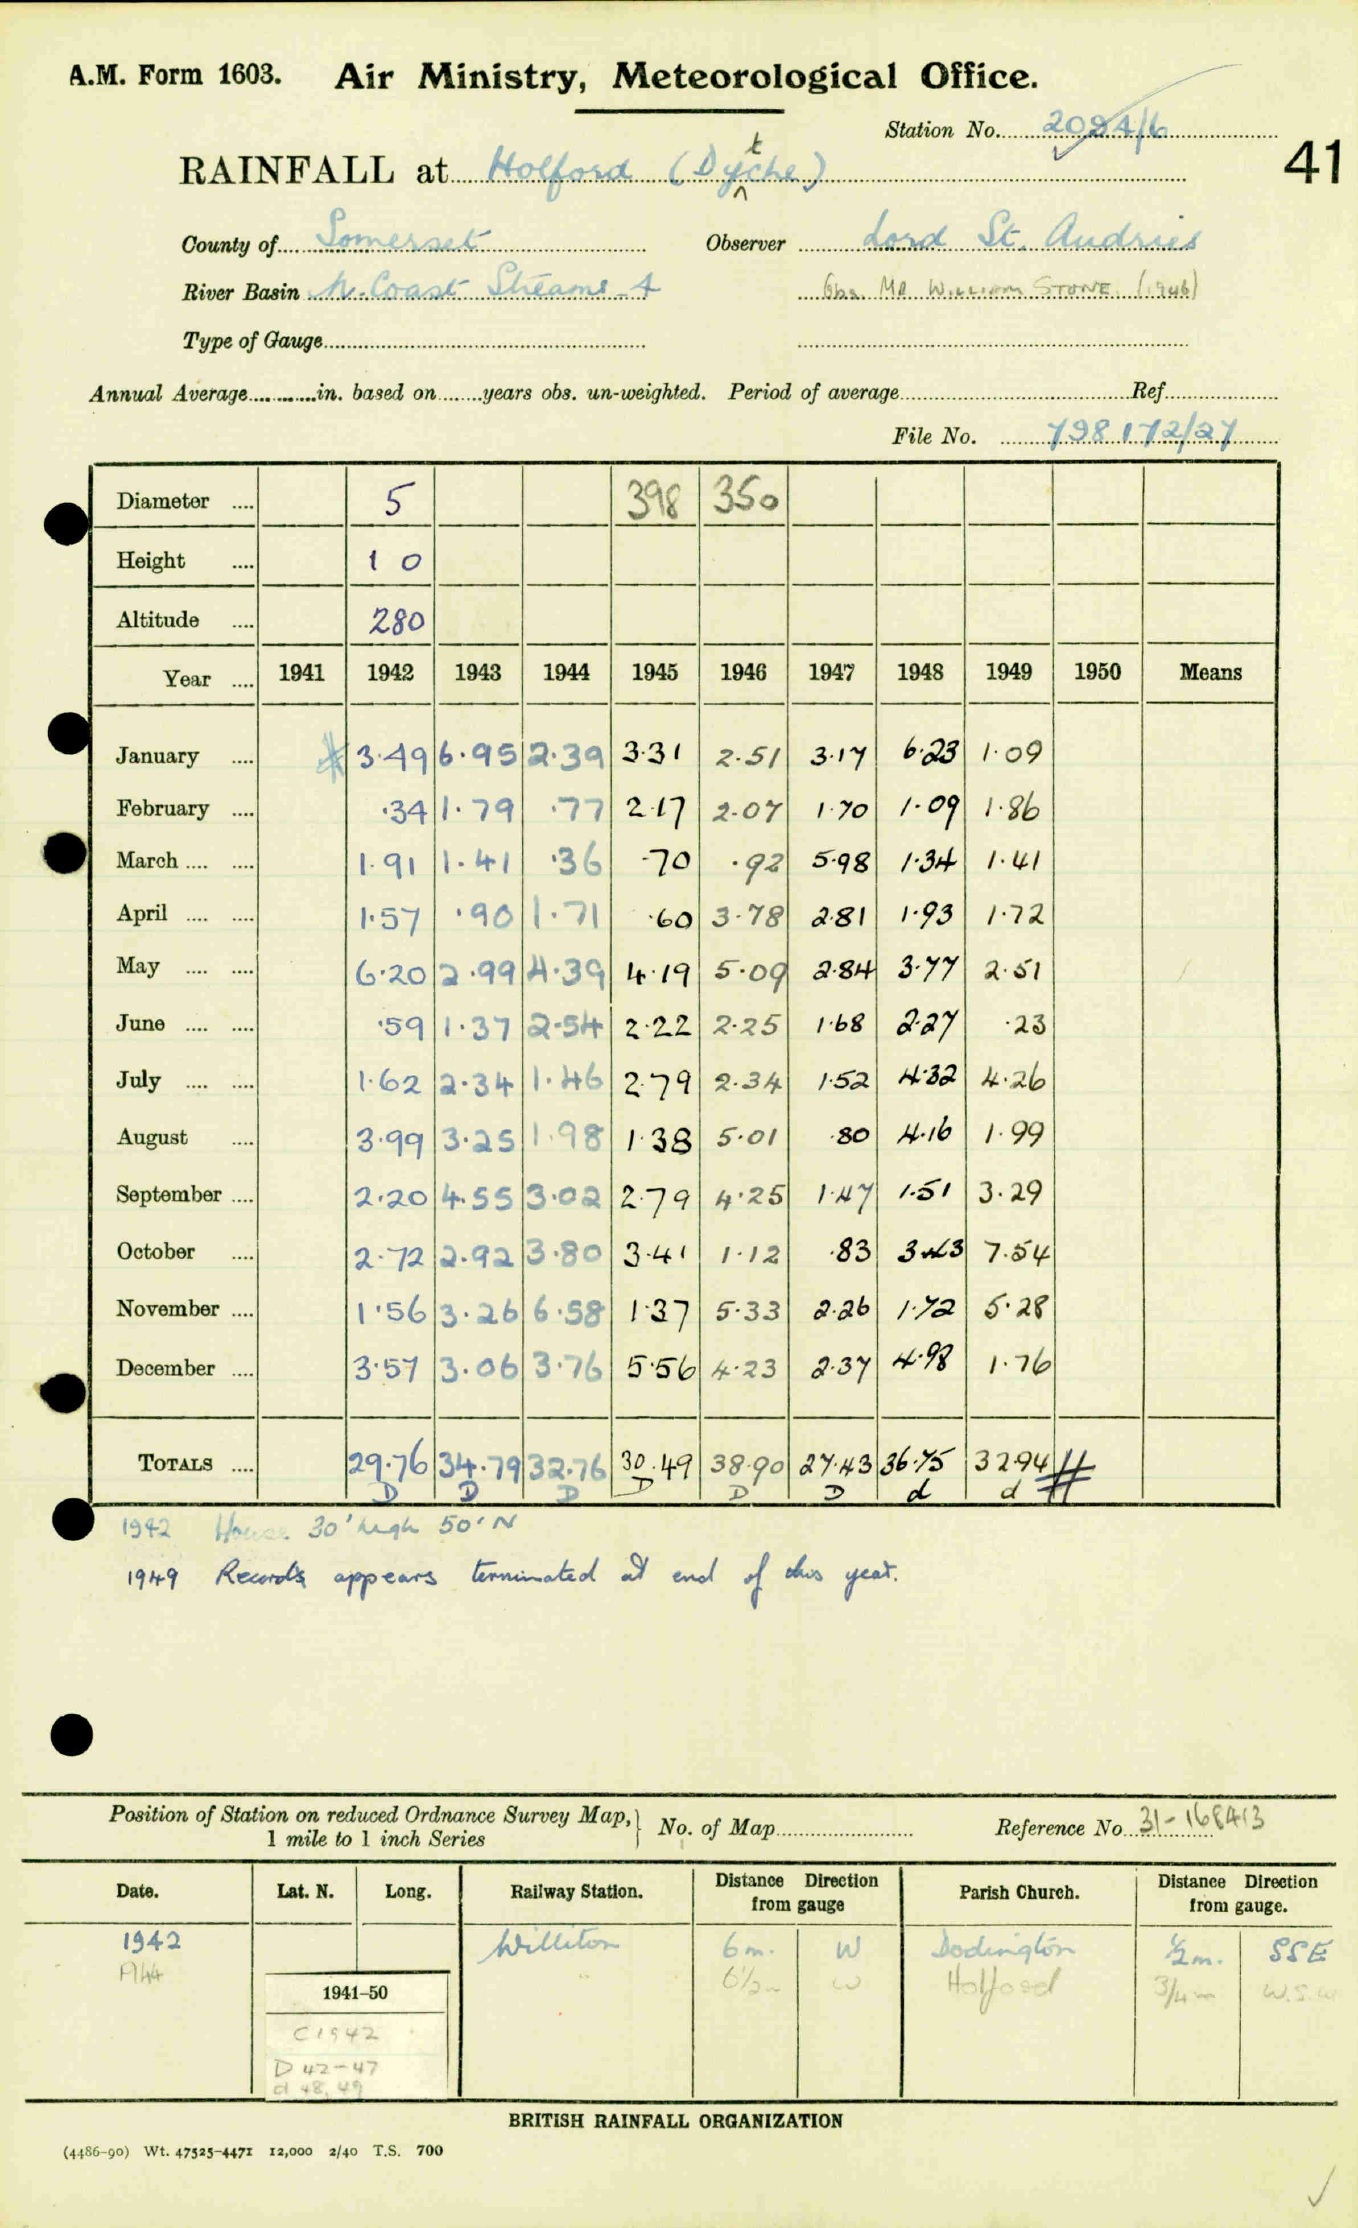 A.M. Form 1603. Air Ministry, Meteorological Office.
Station No. 2024/6
41
RAINFALL at Holford (Dytche)
County of Somerset Observer Lord St. Audries
River Basin N. Coast Streams - 4 Obs. Mr William Stone. (1946)
Type of Gauge
Annual Average in. based on years obs. un-weighted. Period of average Ref
File No. 798172/27
Diameter 5 398 350
Height 10
Altitude 280
Year 1941 1942 1943 1944 1945 1946 1947 1948 1949 1950 Means
January 3.49 6.95 2.39 3.31 2.51 3.17 6.23 1.09
February .34 1.79 .77 2.17 2.07 1.70 1.09 1.86
March 1.91 1.41 .36 .70 .92 5.98 1.34 1.41
April 1.57 .90 1.71 .60 3.78 2.81 1.93 1.72
May 6.20 2.99 4.39 4.19 5.09 2.84 3.77 2.51
June .59 1.37 2.54 2.22 2.25 1.68 2.27 .23
July 1.62 2.34 1.46 2.79 2.34 1.52 4.32 4.26
August 3.99 3.25 1.98 1.38 5.01 .80 4.16 1.99
September 2.20 4.55 3.02 2.79 4.25 1.47 1.51 3.29
October 2.72 2.92 3.80 3.41 1.12 .83 3.43 7.54
November 1.56 3.26 6.58 1.37 5.33 2.26 1.72 5.28
December 3.57 3.06 3.76 5.56 4.23 2.37 4.98 1.76
TOTALS 29.76 34.79 32.76 30.49 38.90 27.43 36.75 32.94
D D D D D D d d
1942 House 30' high 50' N
1949 Records appears terminated at end of this year.
Position of Station on reduced Ordnance Survey Map, 1 mile to 1 inch Series } No. of Map Reference No. 31-168413
Date. Lat. N. Long. Railway Station. Distance Direction from gauge Parish Church. Distance Direction from gauge.
1942 Williton 6m. W Dodington ½m. SSE
1944 " 6½m W Holford 3/4m W.S.W
1941-50
C1942
D 42-47
d 48, 49
BRITISH RAINFALL ORGANIZATION
(4486-90) Wt. 47525-4471 12,000 2/40 T.S. 700